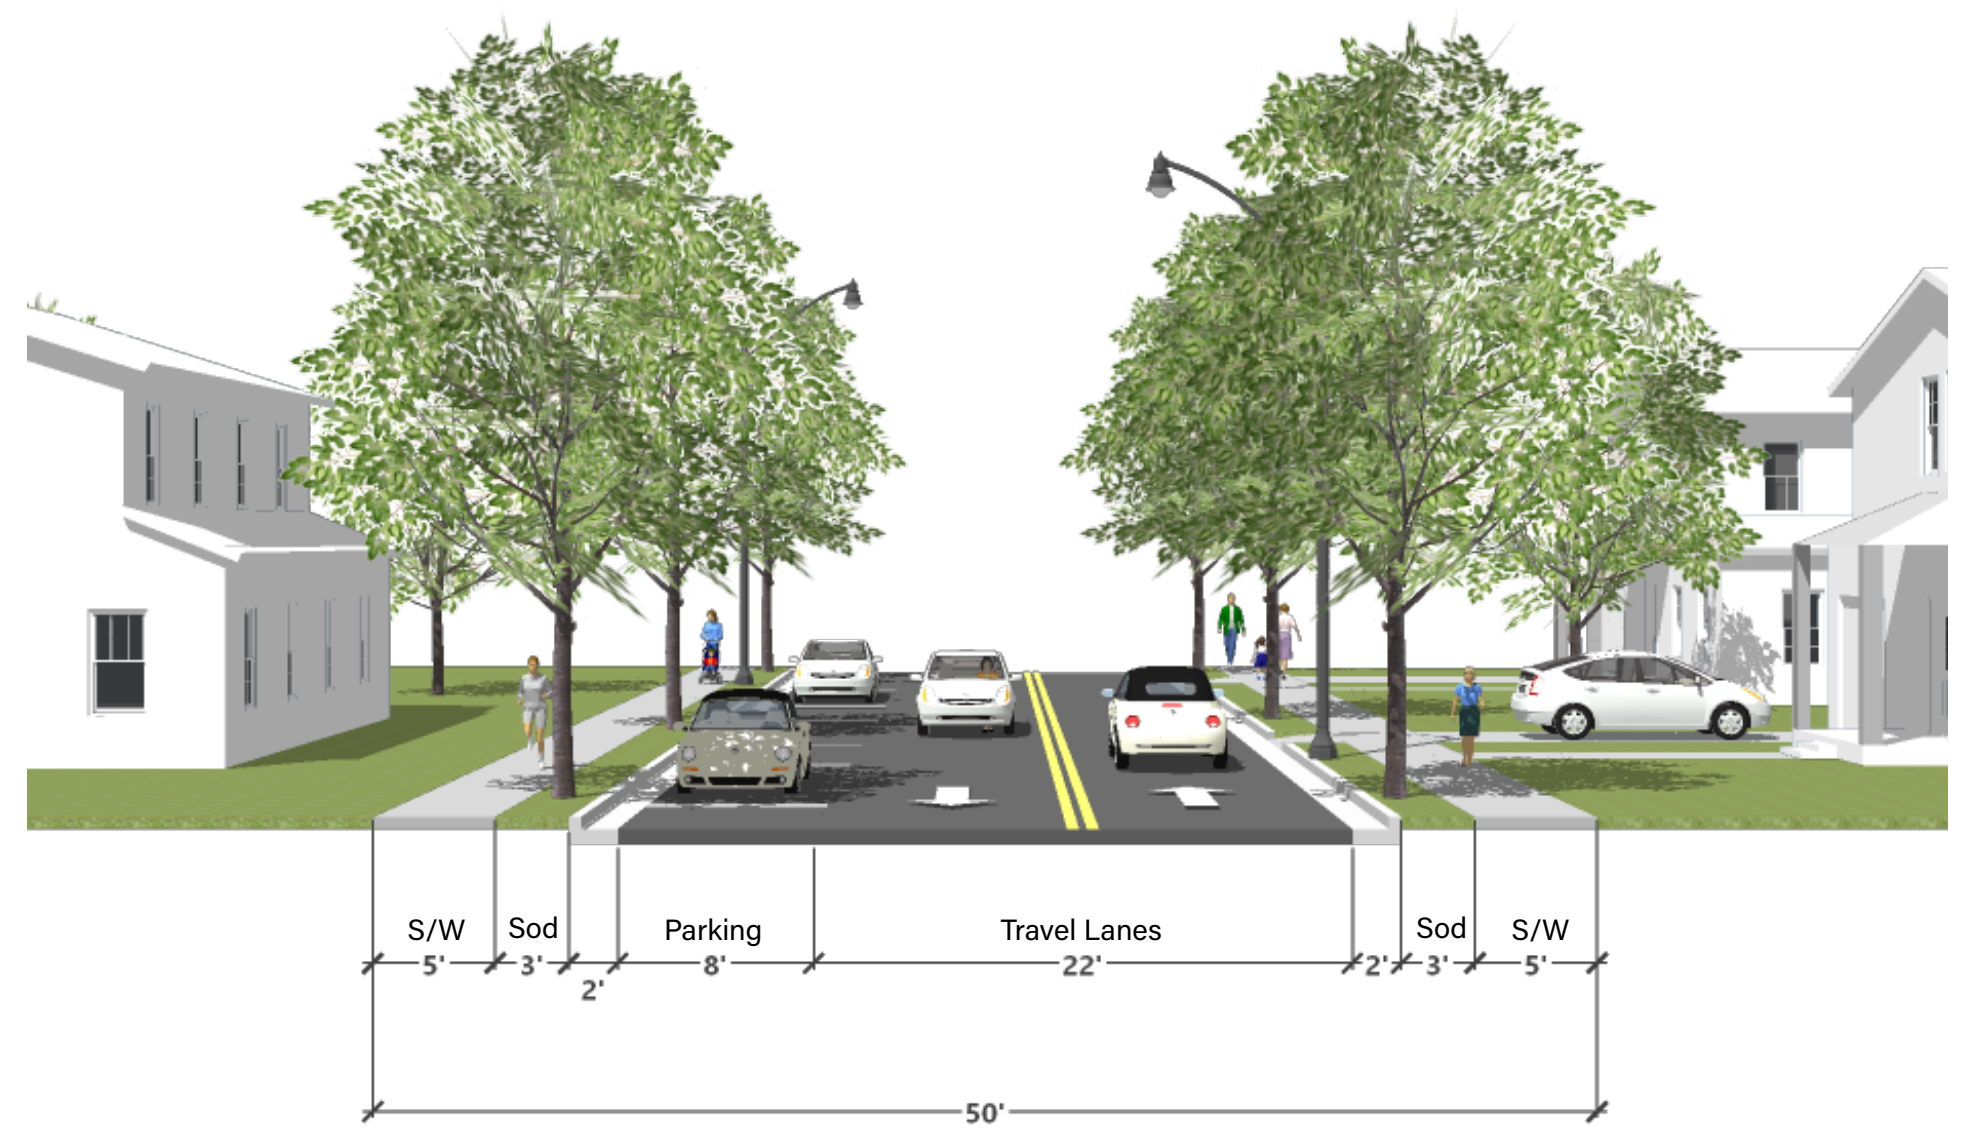 S/W Sod Parking Travel Lanes Sod S/W
5' 3' 8' 22' 2' 3' 5'
2'
50'